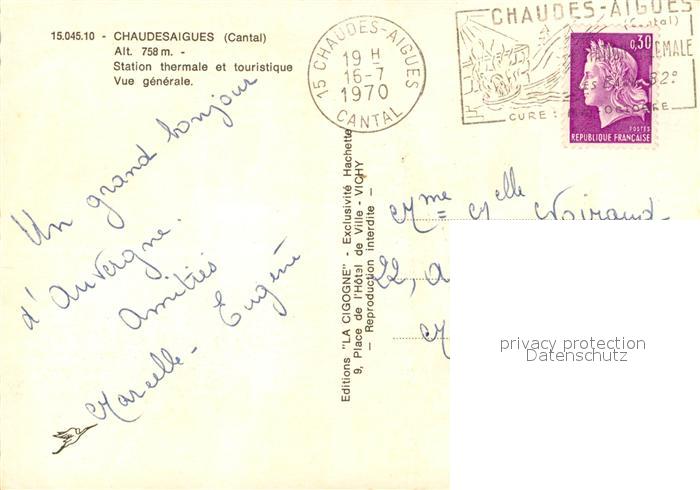 15.045.10 - CHAUDESAIGUES (Cantal)
Alt. 758 m. -
Station thermale et touristique
Vue générale.
15 CHAUDES-AIGUES
19 H
16-7
1970
CANTAL
CHAUDES-AIGUES
(Cantal)
82°
CURE :
0,30
POSTES
REPUBLIQUE FRANÇAISE
Un grand bonjour
d'Auvergne.
Amitiés
Marcelle - Eugène
Editions "LA CIGOGNE" - Exclusivité Hachette
9, Place de l'Hôtel de Ville - VICHY
— Reproduction interdite —
Mme Melle Noiraud
22, a
privacy protection
Datenschutz